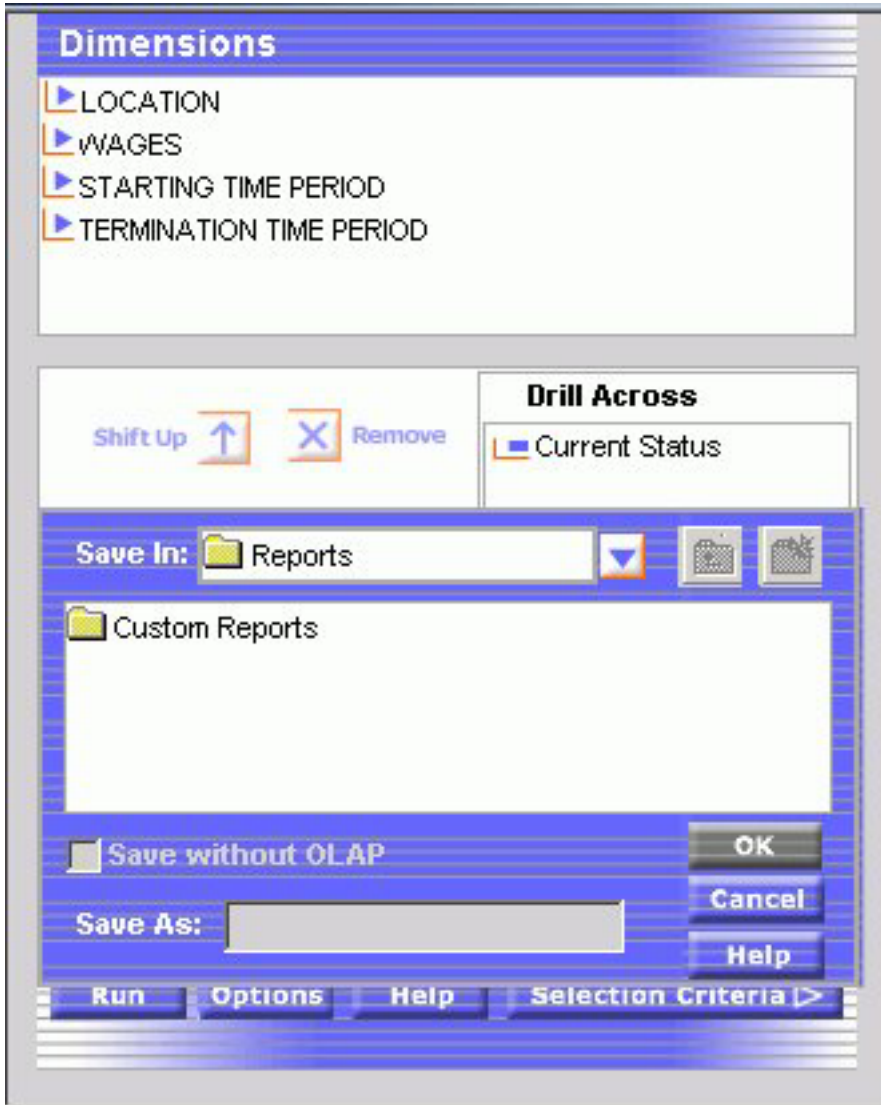 Dimensions
LOCATION
WAGES
STARTING TIME PERIOD
TERMINATION TIME PERIOD
Shift Up Remove
Drill Across
Current Status
Save In: Reports
Custom Reports
Save without OLAP
OK
Cancel
Save As:
Help
Run Options Help Selection Criteria